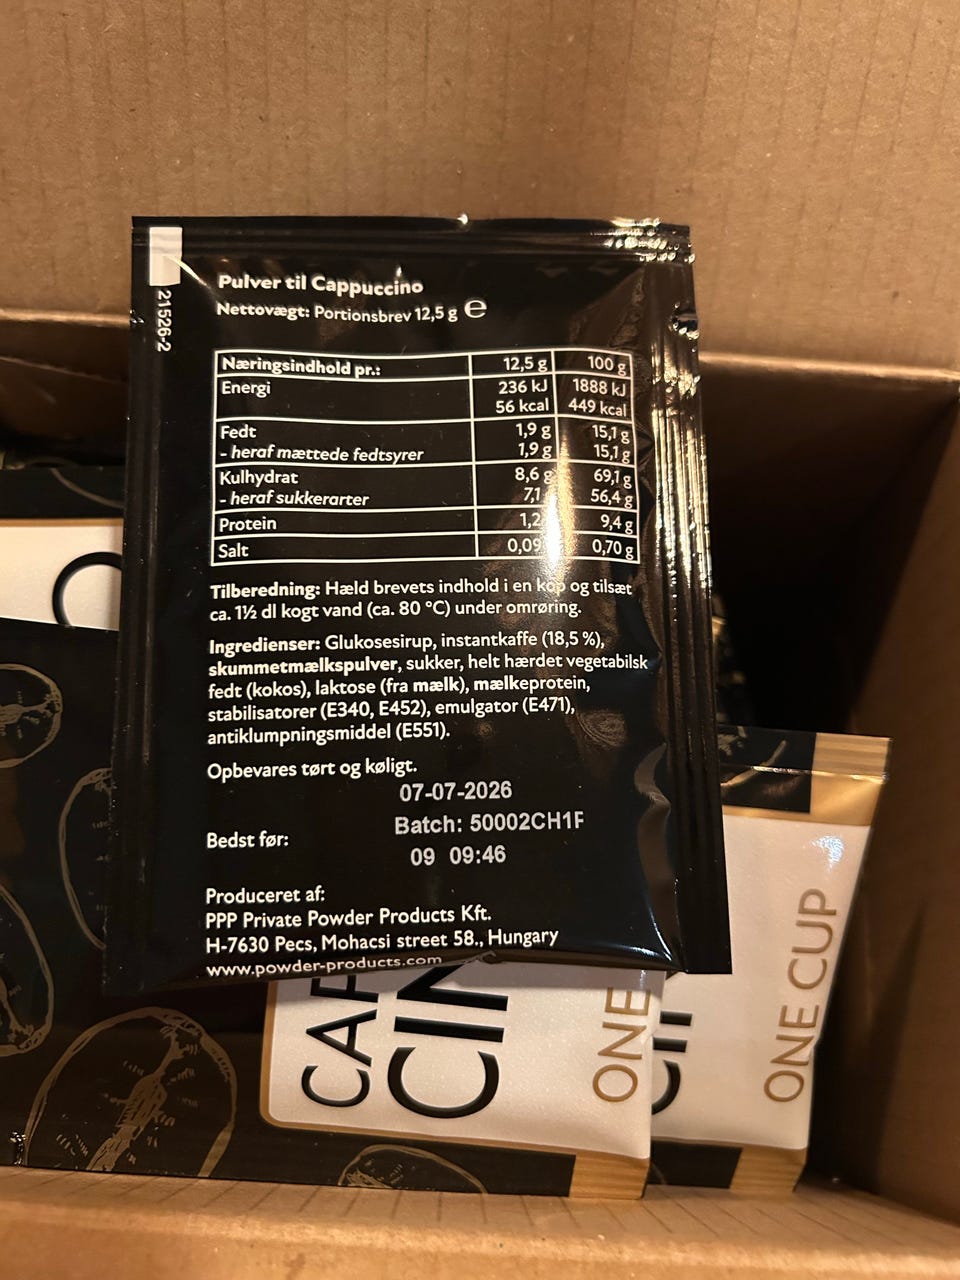 21526-2
Pulver til Cappuccino
Nettovægt: Portionsbrev 12,5 g ℮
Næringsindhold pr.: 12,5 g 100 g
Energi 236 kJ 1888 kJ
56 kcal 449 kcal
Fedt 1,9 g 15,1 g
- heraf mættede fedtsyrer 1,9 g 15,1 g
Kulhydrat 8,6 g 69,1 g
- heraf sukkerarter 7,1 56,4 g
Protein 1,2 9,4 g
Salt 0,09 0,70 g
Tilberedning: Hæld brevets indhold i en kop og tilsæt
ca. 1½ dl kogt vand (ca. 80 °C) under omrøring.
Ingredienser: Glukosesirup, instantkaffe (18,5 %),
skummetmælkspulver, sukker, helt hærdet vegetabilsk
fedt (kokos), laktose (fra mælk), mælkeprotein,
stabilisatorer (E340, E452), emulgator (E471),
antiklumpningsmiddel (E551).
Opbevares tørt og køligt.
07-07-2026
Batch: 50002CH1F
Bedst før:
09 09:46
Produceret af:
PPP Private Powder Products Kft.
H-7630 Pecs, Mohacsi street 58., Hungary
www.powder-products.com
ONE
ONE CUP